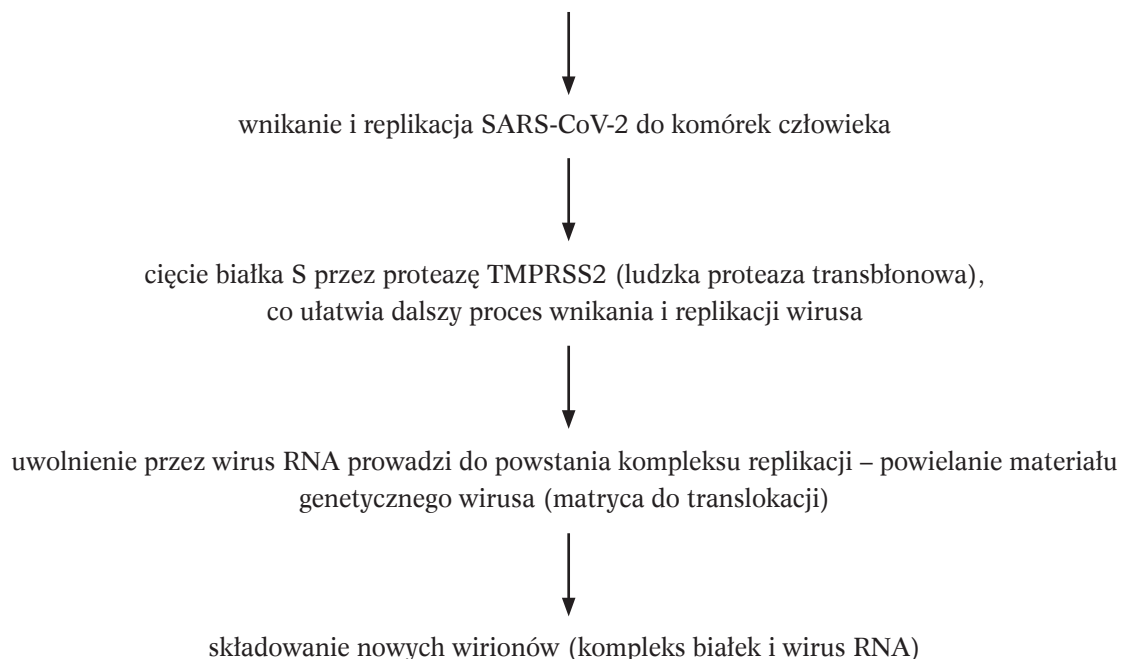 wnikanie i replikacja SARS-CoV-2 do komórek człowieka
cięcie białka S przez proteazę TMPRSS2 (ludzka proteaza transbłonowa),
co ułatwia dalszy proces wnikania i replikacji wirusa
uwolnienie przez wirus RNA prowadzi do powstania kompleksu replikacji – powielanie materiału
genetycznego wirusa (matryca do translokacji)
składowanie nowych wirionów (kompleks białek i wirus RNA)